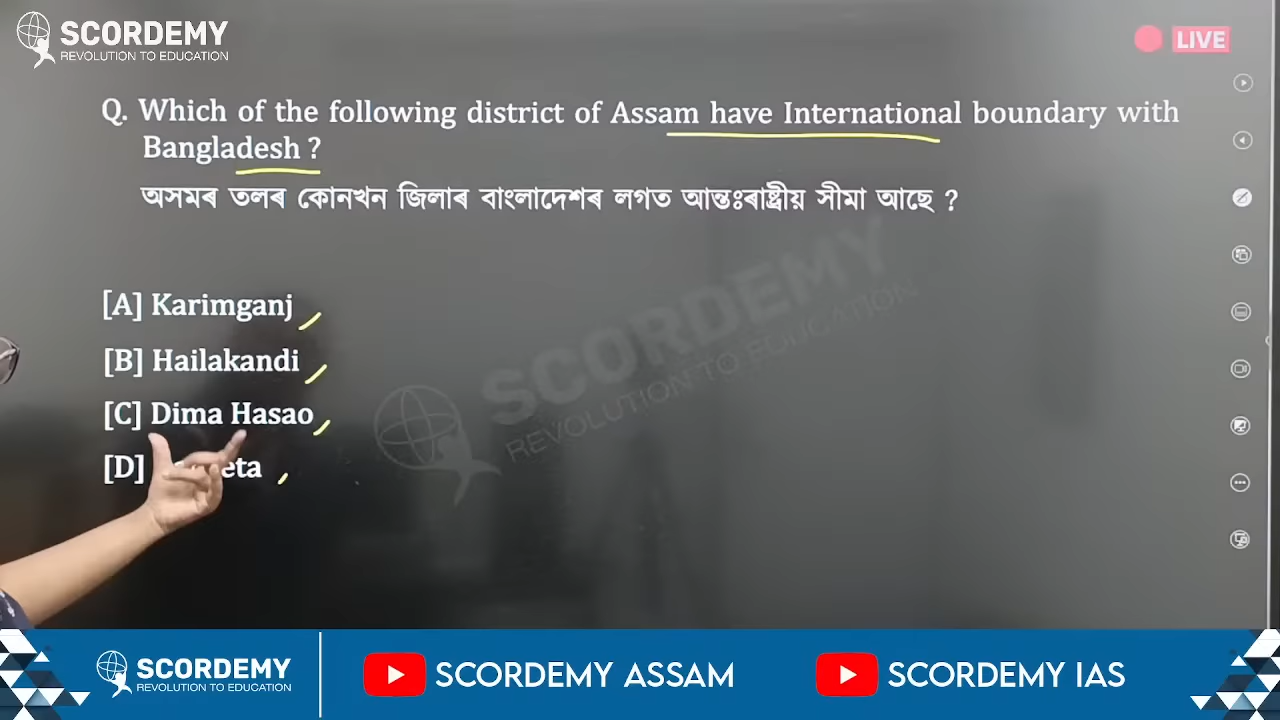 SCORDEMY
REVOLUTION TO EDUCATION
LIVE
Q. Which of the following district of Assam have International boundary with
Bangladesh ?
অসমৰ তলৰ কোনখন জিলাৰ বাংলাদেশৰ লগত আন্তঃৰাষ্ট্ৰীয় সীমা আছে ?
[A] Karimganj
[B] Hailakandi
[C] Dima Hasao
[D]
SCORDEMY
REVOLUTION TO EDUCATION
SCORDEMY
REVOLUTION TO EDUCATION
SCORDEMY ASSAM
SCORDEMY IAS